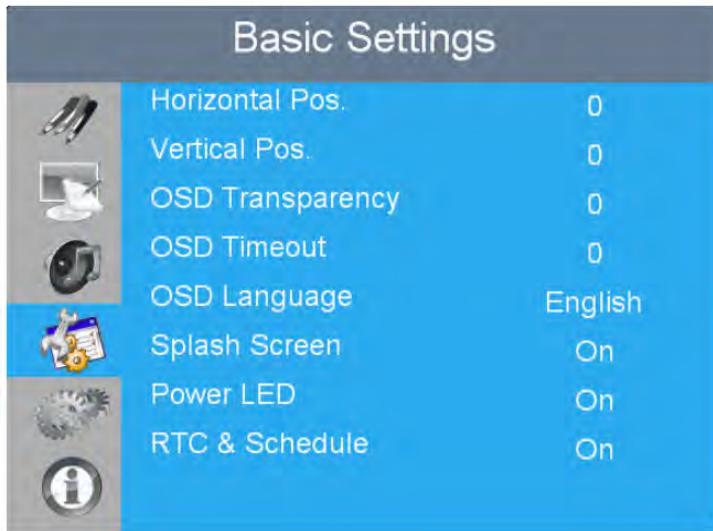 Basic Settings
Horizontal Pos. 0
Vertical Pos. 0
OSD Transparency 0
OSD Timeout 0
OSD Language English
Splash Screen On
Power LED On
RTC & Schedule On